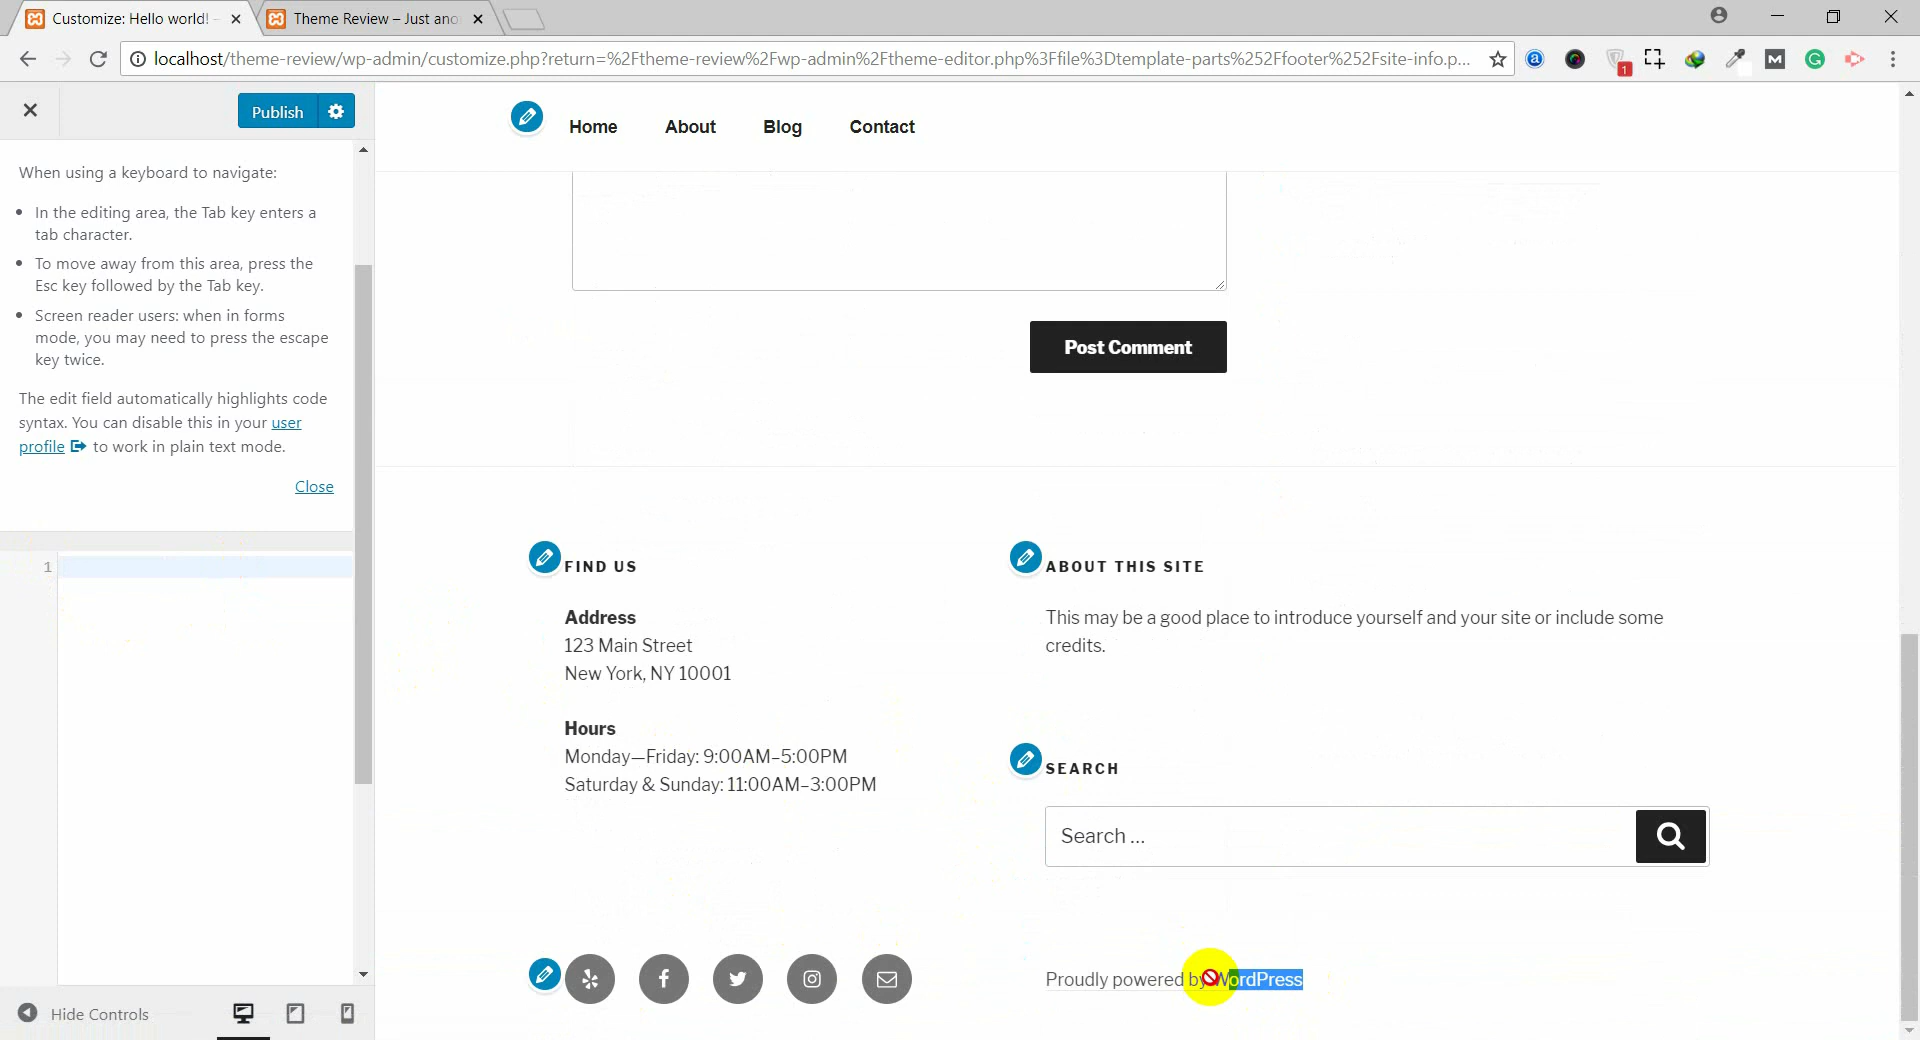 Customize: Hello world! –
Theme Review – Just ano
localhost/theme-review/wp-admin/customize.php?return=%2Ftheme-review%2Fwp-admin%2Ftheme-editor.php%3Ffile%3Dtemplate-parts%252Ffooter%252Fsite-info.p...
1
Publish
When using a keyboard to navigate:
In the editing area, the Tab key enters a
tab character.
To move away from this area, press the
Esc key followed by the Tab key.
Screen reader users: when in forms
mode, you may need to press the escape
key twice.
The edit field automatically highlights code
syntax. You can disable this in your user
profile to work in plain text mode.
Close
1
Hide Controls
Home About Blog Contact
Post Comment
FIND US
Address
123 Main Street
New York, NY 10001
Hours
Monday—Friday: 9:00AM–5:00PM
Saturday & Sunday: 11:00AM–3:00PM
ABOUT THIS SITE
This may be a good place to introduce yourself and your site or include some
credits.
SEARCH
Search …
Proudly powered by WordPress